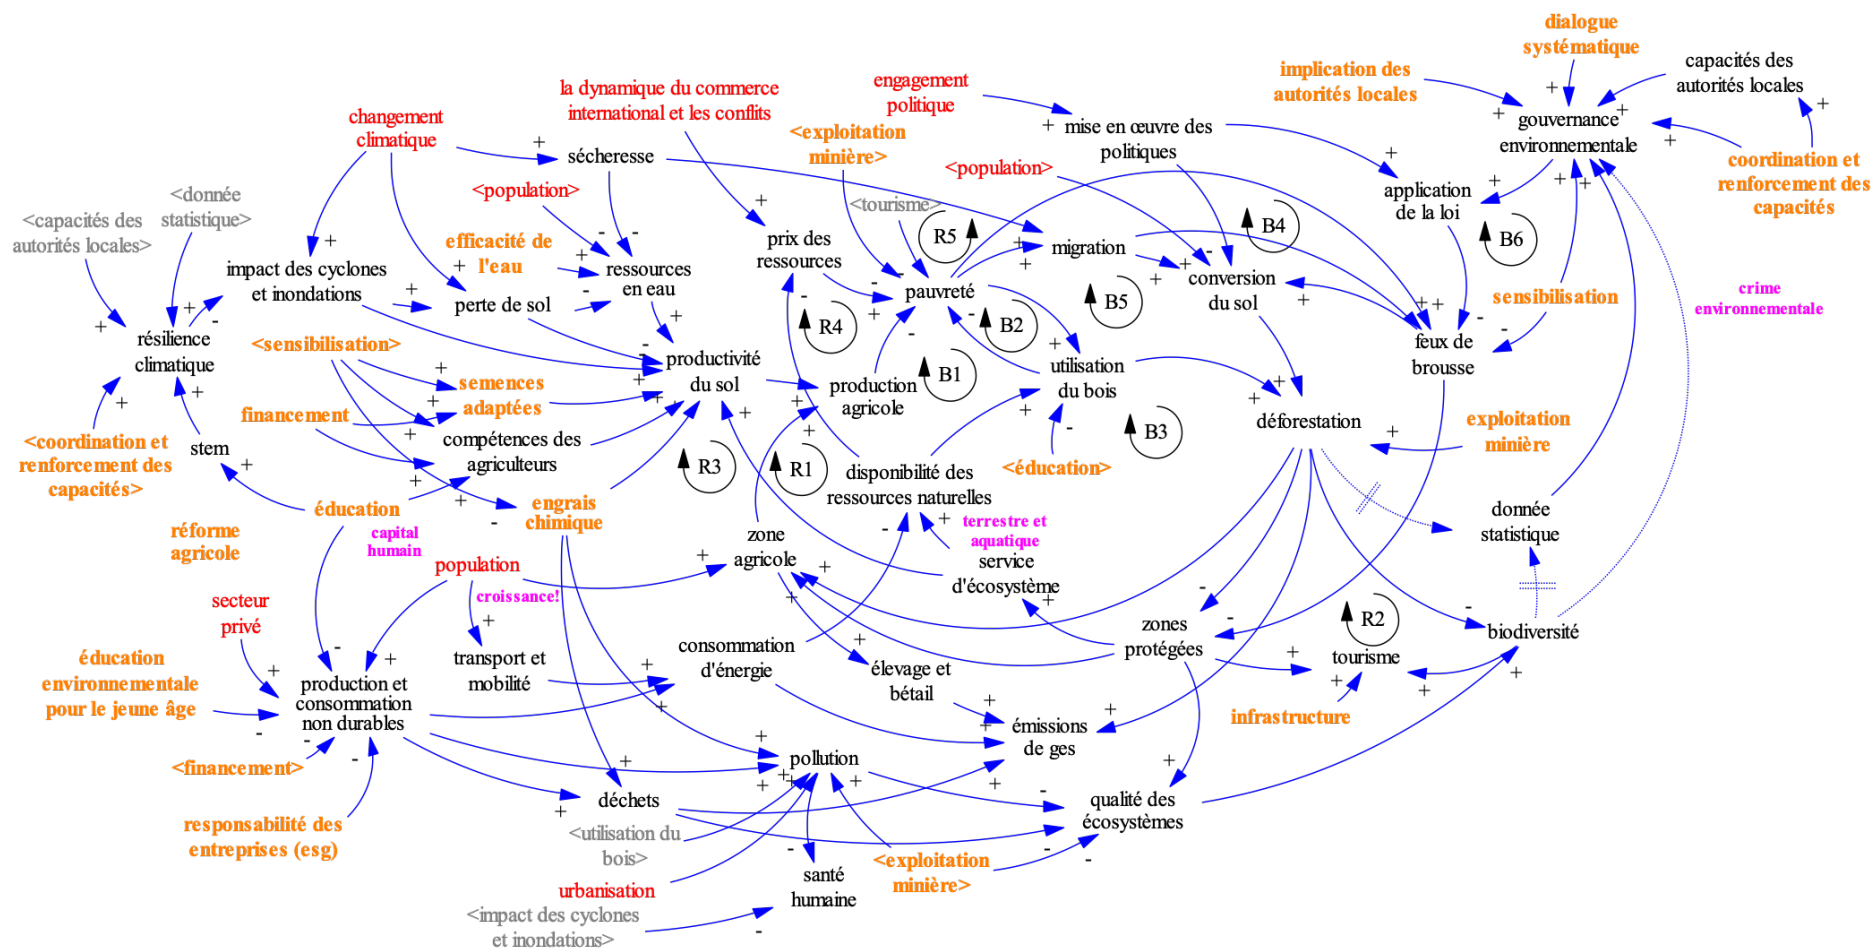 dialogue
systématique
capacités des
autorités locales
implication des
autorités locales
gouvernance
environnementale
coordination et
renforcement des
capacités
engagement
politique
la dynamique du commerce
international et les conflits
changement
climatique
<exploitation
minière>
mise en œuvre des
politiques
sécheresse
<population>
<population>
application
de la loi
<donnée
statistique>
<capacités des
autorités locales>
<tourisme>
R5
B4
B6
prix des
ressources
migration
efficacité de
l'eau
ressources
en eau
impact des cyclones
et inondations
perte de sol
pauvreté
conversion
du sol
sensibilisation
crime
environnementale
B5
R4
B2
résilience
climatique
<sensibilisation>
productivité
du sol
feux de
brousse
utilisation
du bois
semences
adaptées
production
agricole
B1
financement
déforestation
exploitation
minière
B3
<coordination et
renforcement des
capacités>
stem
compétences des
agriculteurs
R3
R1
disponibilité des
ressources naturelles
<éducation>
éducation
engrais
chimique
réforme
agricole
capital
humain
terrestre et
aquatique
donnée
statistique
zone
agricole
service
d'écosystème
population
croissance!
secteur
privé
R2
zones
protégées
biodiversité
tourisme
consommation
d'énergie
transport et
mobilité
élevage et
bétail
éducation
environnementale
pour le jeune âge
production et
consommation
non durables
infrastructure
émissions
de ges
<financement>
pollution
déchets
qualité des
écosystèmes
responsabilité des
entreprises (esg)
<utilisation du
bois>
<exploitation
minière>
urbanisation
santé
humaine
<impact des cyclones
et inondations>